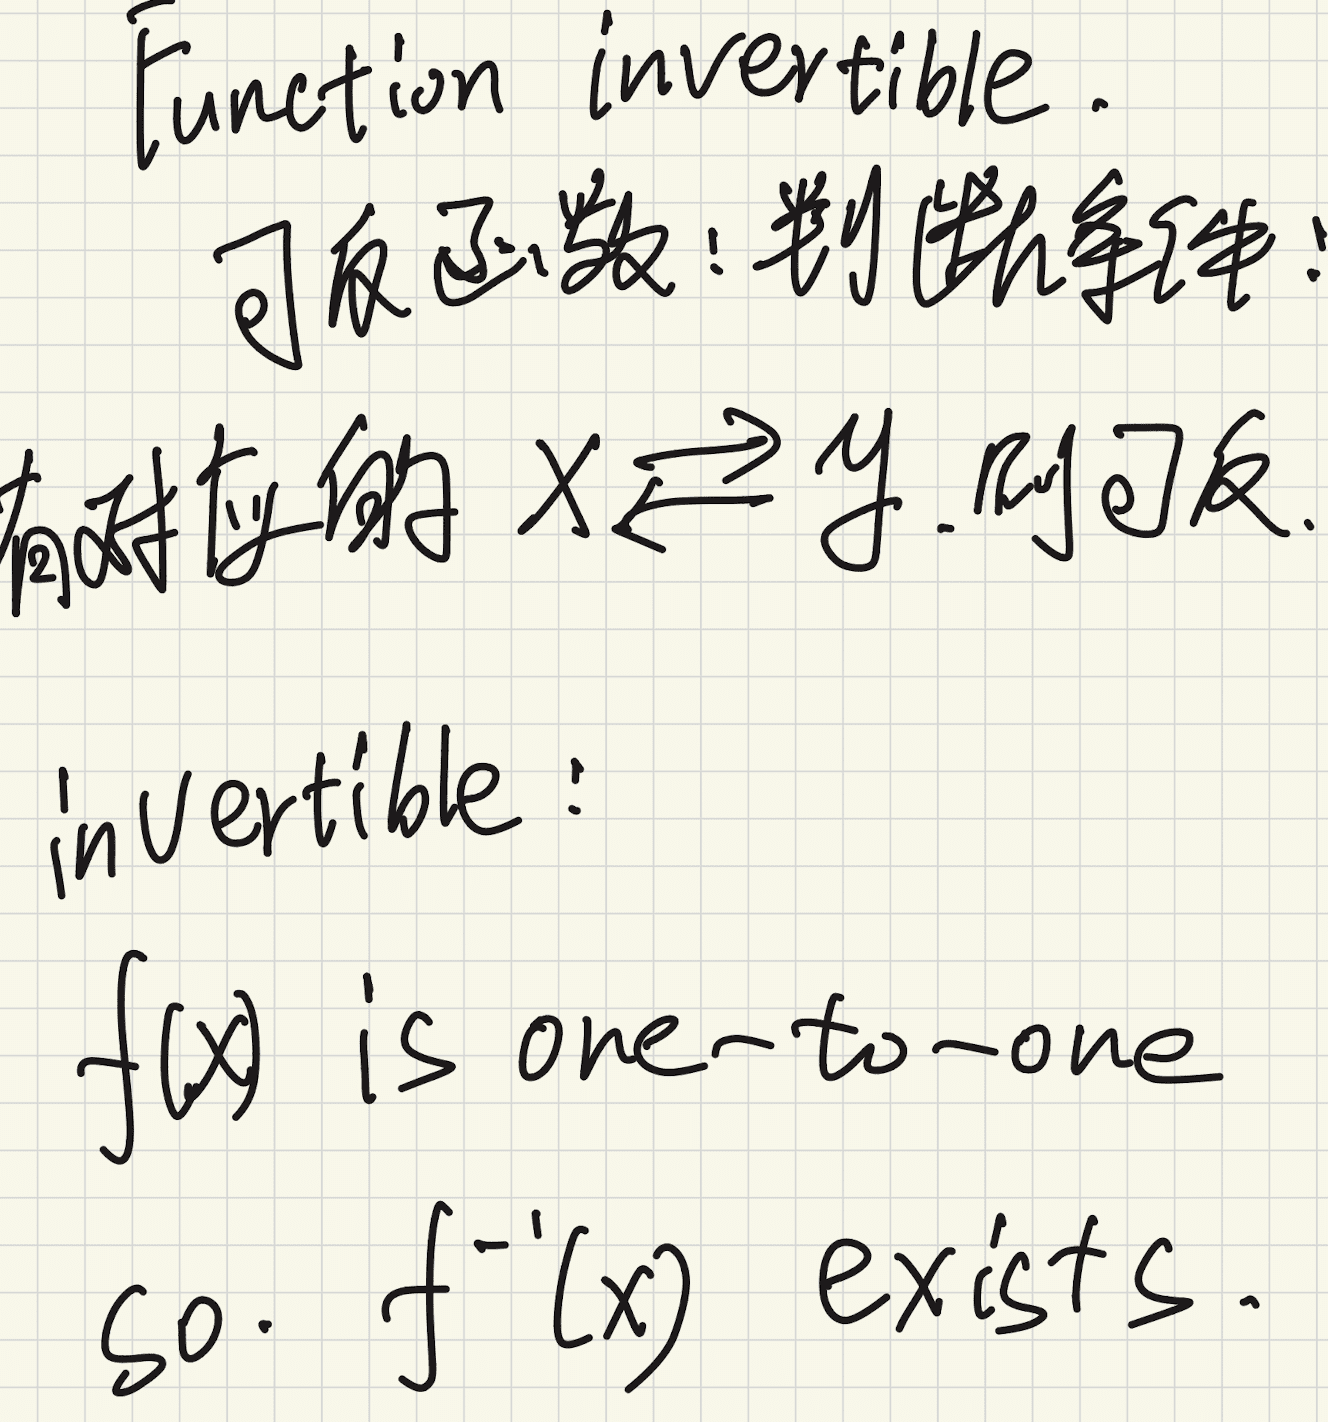 Function invertible.
可反函数：判断条件：
有对应的 X⇄y. 则可反.
invertible:
f(x) is one-to-one
so. f⁻¹(x) exists.